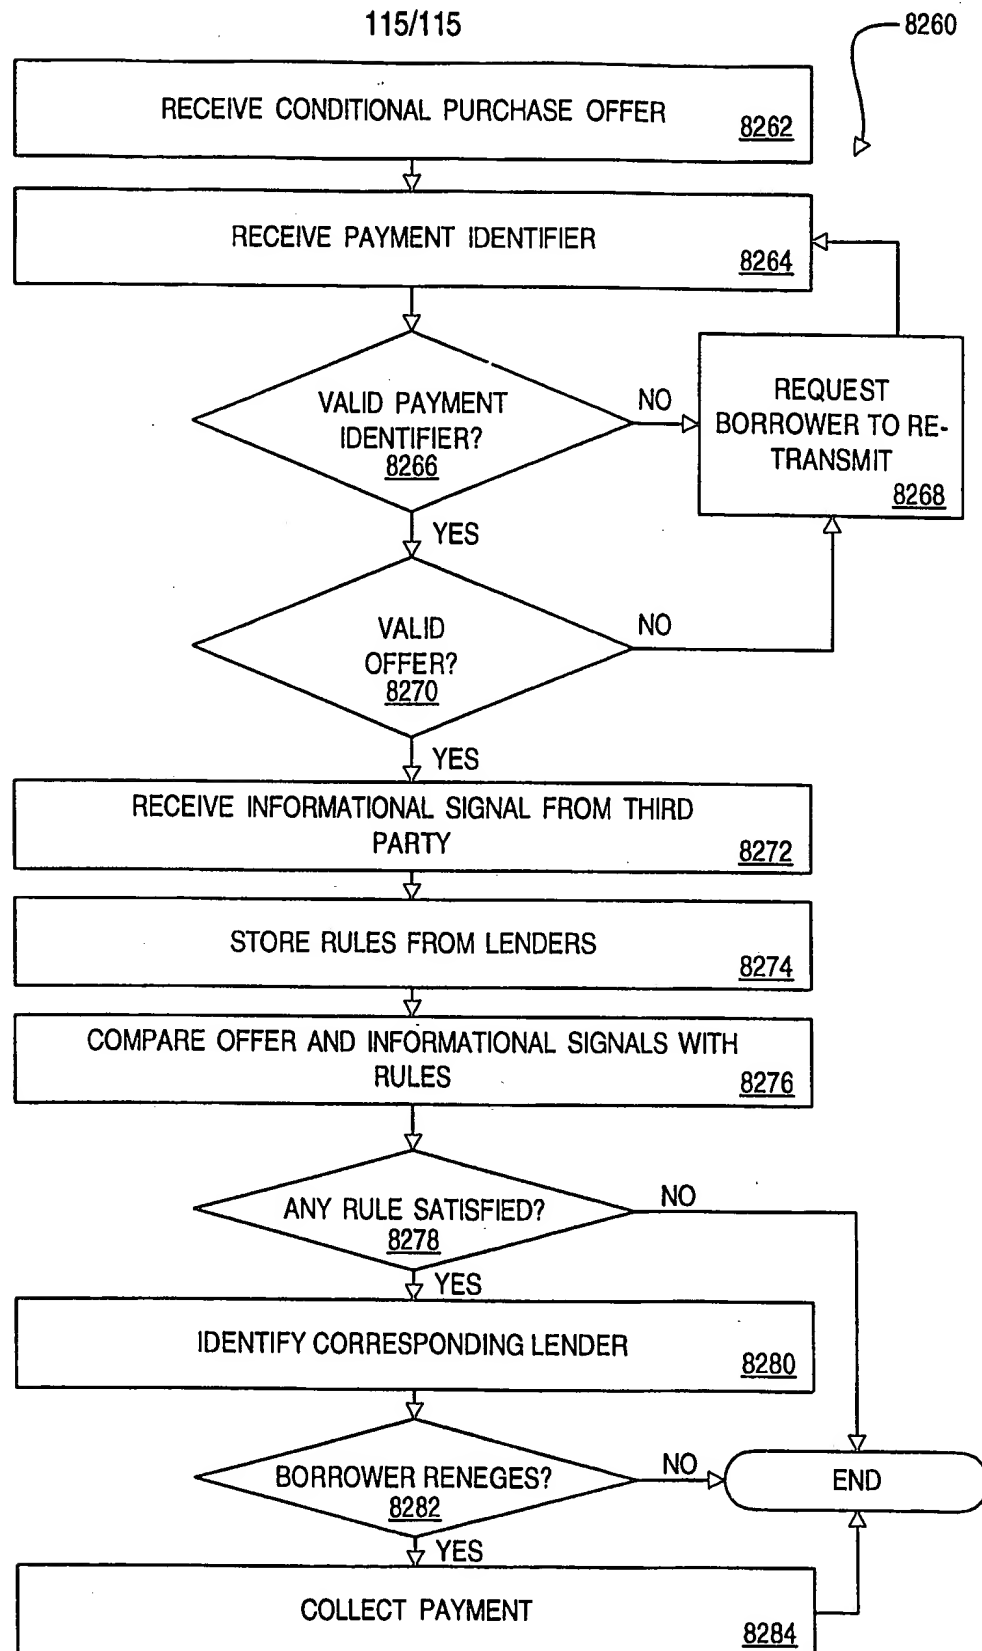 115/115
8260
RECEIVE CONDITIONAL PURCHASE OFFER
8262
RECEIVE PAYMENT IDENTIFIER
8264
VALID PAYMENT
IDENTIFIER?
8266
NO
REQUEST
BORROWER TO RE-
TRANSMIT
8268
YES
VALID
OFFER?
8270
NO
YES
RECEIVE INFORMATIONAL SIGNAL FROM THIRD
PARTY
8272
STORE RULES FROM LENDERS
8274
COMPARE OFFER AND INFORMATIONAL SIGNALS WITH
RULES
8276
ANY RULE SATISFIED?
8278
NO
YES
IDENTIFY CORRESPONDING LENDER
8280
BORROWER RENEGES?
8282
NO
END
YES
COLLECT PAYMENT
8284